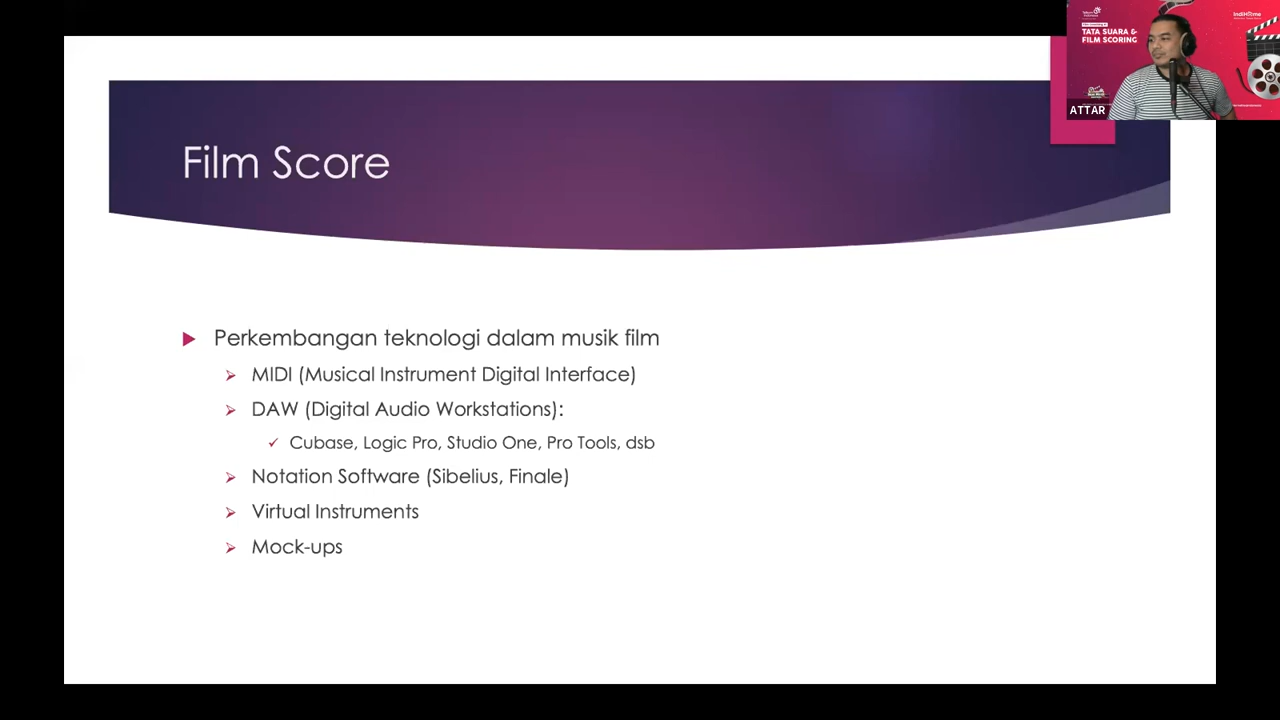 TATA SUARA &
FILM SCORING
IndiHome
ATTAR
Film Score
Perkembangan teknologi dalam musik film
MIDI (Musical Instrument Digital Interface)
DAW (Digital Audio Workstations):
Cubase, Logic Pro, Studio One, Pro Tools, dsb
Notation Software (Sibelius, Finale)
Virtual Instruments
Mock-ups